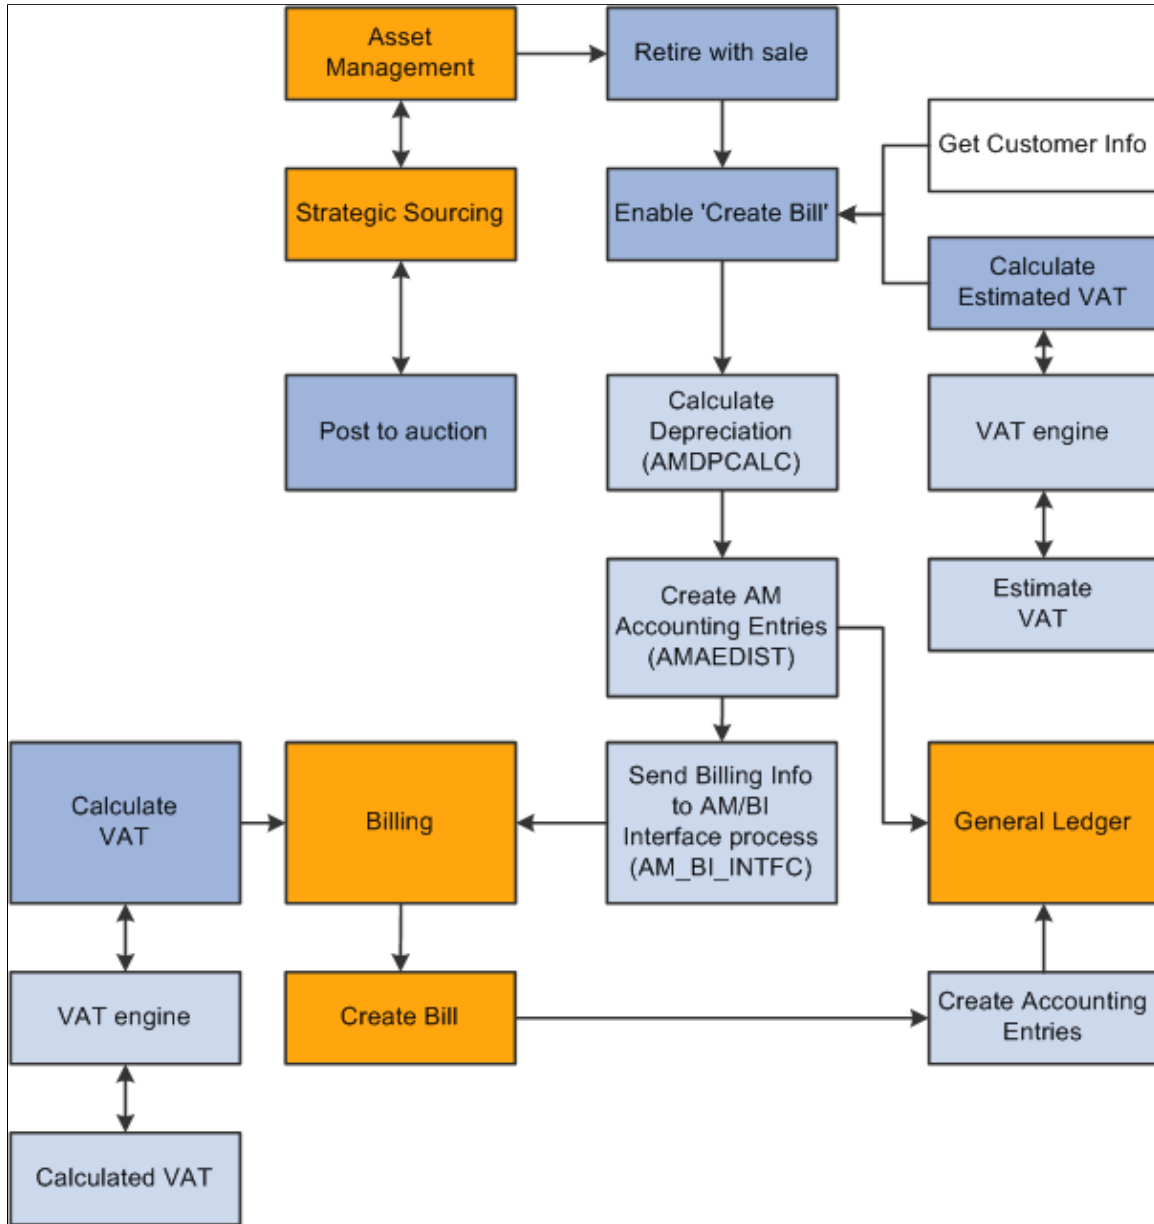 Asset
Management
Retire with sale
Get Customer Info
Strategic Sourcing
Enable 'Create Bill'
Calculate
Estimated VAT
Post to auction
Calculate
Depreciation
(AMDPCALC)
VAT engine
Create AM
Accounting Entries
(AMAEDIST)
Estimate
VAT
Calculate
VAT
Billing
Send Billing Info
to AM/BI
Interface process
(AM_BI_INTFC)
General Ledger
VAT engine
Create Bill
Create Accounting
Entries
Calculated VAT